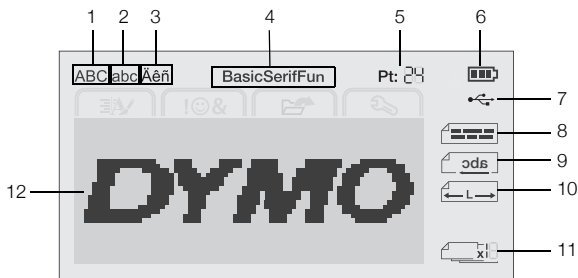 1 2 3 4 5 6
ABC abc Äêñ BasicSerifFun Pt: 24
!☺& 
7
8
abc 9
L 10
DYMO
12
x 11